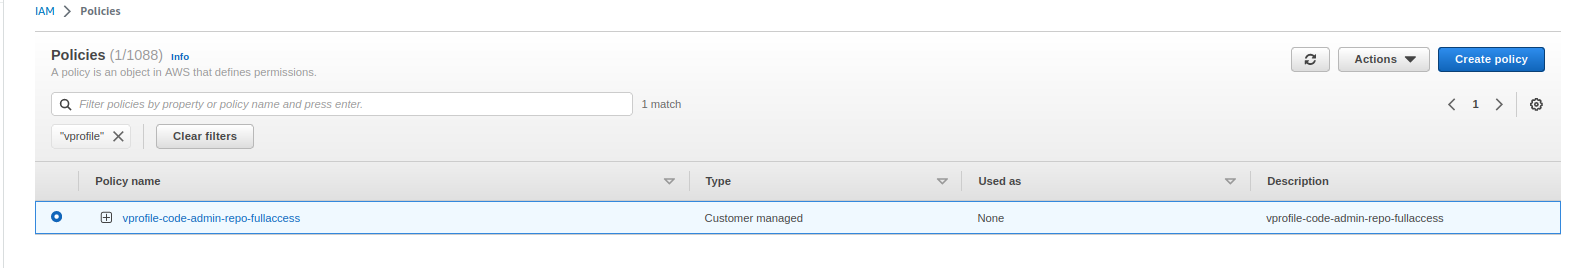 IAM > Policies
Policies (1/1088) Info
A policy is an object in AWS that defines permissions.
Actions
Create policy
Filter policies by property or policy name and press enter.
1 match
1
"vprofile"
Clear filters
Policy name Type Used as Description
vprofile-code-admin-repo-fullaccess Customer managed None vprofile-code-admin-repo-fullaccess